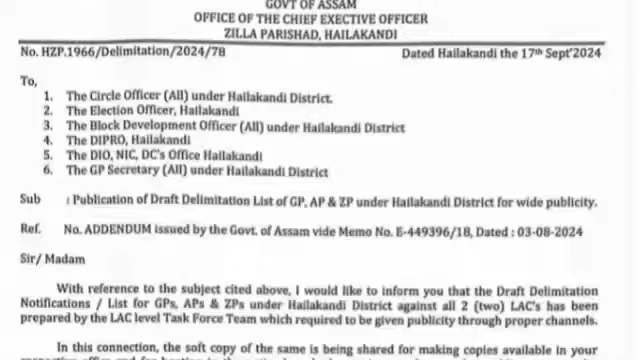 GOVT OF ASSAM
OFFICE OF THE CHIEF EXECTIVE OFFICER
ZILLA PARISHAD, HAILAKANDI
No. HZP.1966/Delimitation/2024/78 Dated Hailakandi the 17th Sept'2024
To,
1. The Circle Officer (All) under Hailakandi District.
2. The Election Officer, Hailakandi
3. The Block Development Officer (All) under Hailakandi District
4. The DIPRO, Hailakandi
5. The DIO, NIC, DC's Office Hailakandi
6. The GP Secretary (All) under Hailakandi District
Sub : Publication of Draft Delimitation List of GP, AP & ZP under Hailakandi District for wide publicity.
Ref. No. ADDENDUM issued by the Govt. of Assam vide Memo No. E-449396/18, Dated : 03-08-2024
Sir/ Madam
With reference to the subject cited above, I would like to inform you that the Draft Delimitation
Notifications / List for GPs, APs & ZPs under Hailakandi District against all 2 (two) LAC's has been
prepared by the LAC level Task Force Team which required to be given publicity through proper channels.
In this connection, the soft copy of the same is being shared for making copies available in your